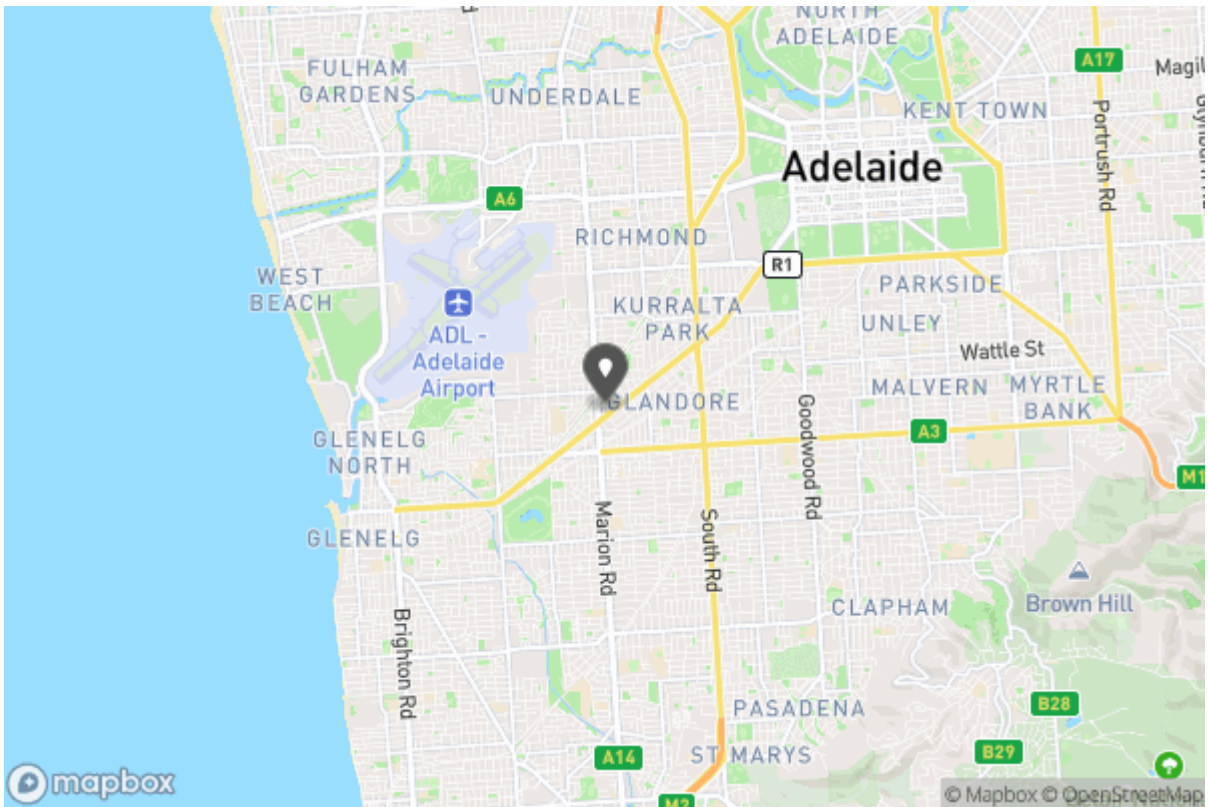 Rd
NORTH
ADELAIDE
A17
Magil
FULHAM
GARDENS
UNDERDALE
KENT TOWN
Portrush Rd
Adelaide
A6
RICHMOND
R1
WEST
BEACH
PARKSIDE
KURRALTA
PARK
UNLEY
ADL -
Adelaide
Airport
Wattle St
MALVERN
MYRTLE
BANK
GLANDORE
Goodwood Rd
A3
GLENELG
NORTH
M1
Marion Rd
South Rd
GLENELG
Brown Hill
CLAPHAM
Brighton Rd
B28
PASADENA
ST MARYS
A14
B29
M2
mapbox
© Mapbox © OpenStreetMap